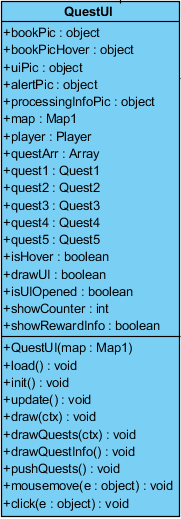 QuestUI
+bookPic : object
+bookPicHover : object
+uiPic : object
+alertPic : object
+processingInfoPic : object
+map : Map1
+player : Player
+questArr : Array
+quest1 : Quest1
+quest2 : Quest2
+quest3 : Quest3
+quest4 : Quest4
+quest5 : Quest5
+isHover : boolean
+drawUI : boolean
+isUIOpened : boolean
+showCounter : int
+showRewardInfo : boolean
+QuestUI(map : Map1)
+load() : void
+init() : void
+update() : void
+draw(ctx) : void
+drawQuests(ctx) : void
+drawQuestInfo() : void
+pushQuests() : void
+mousemove(e : object) : void
+click(e : object) : void